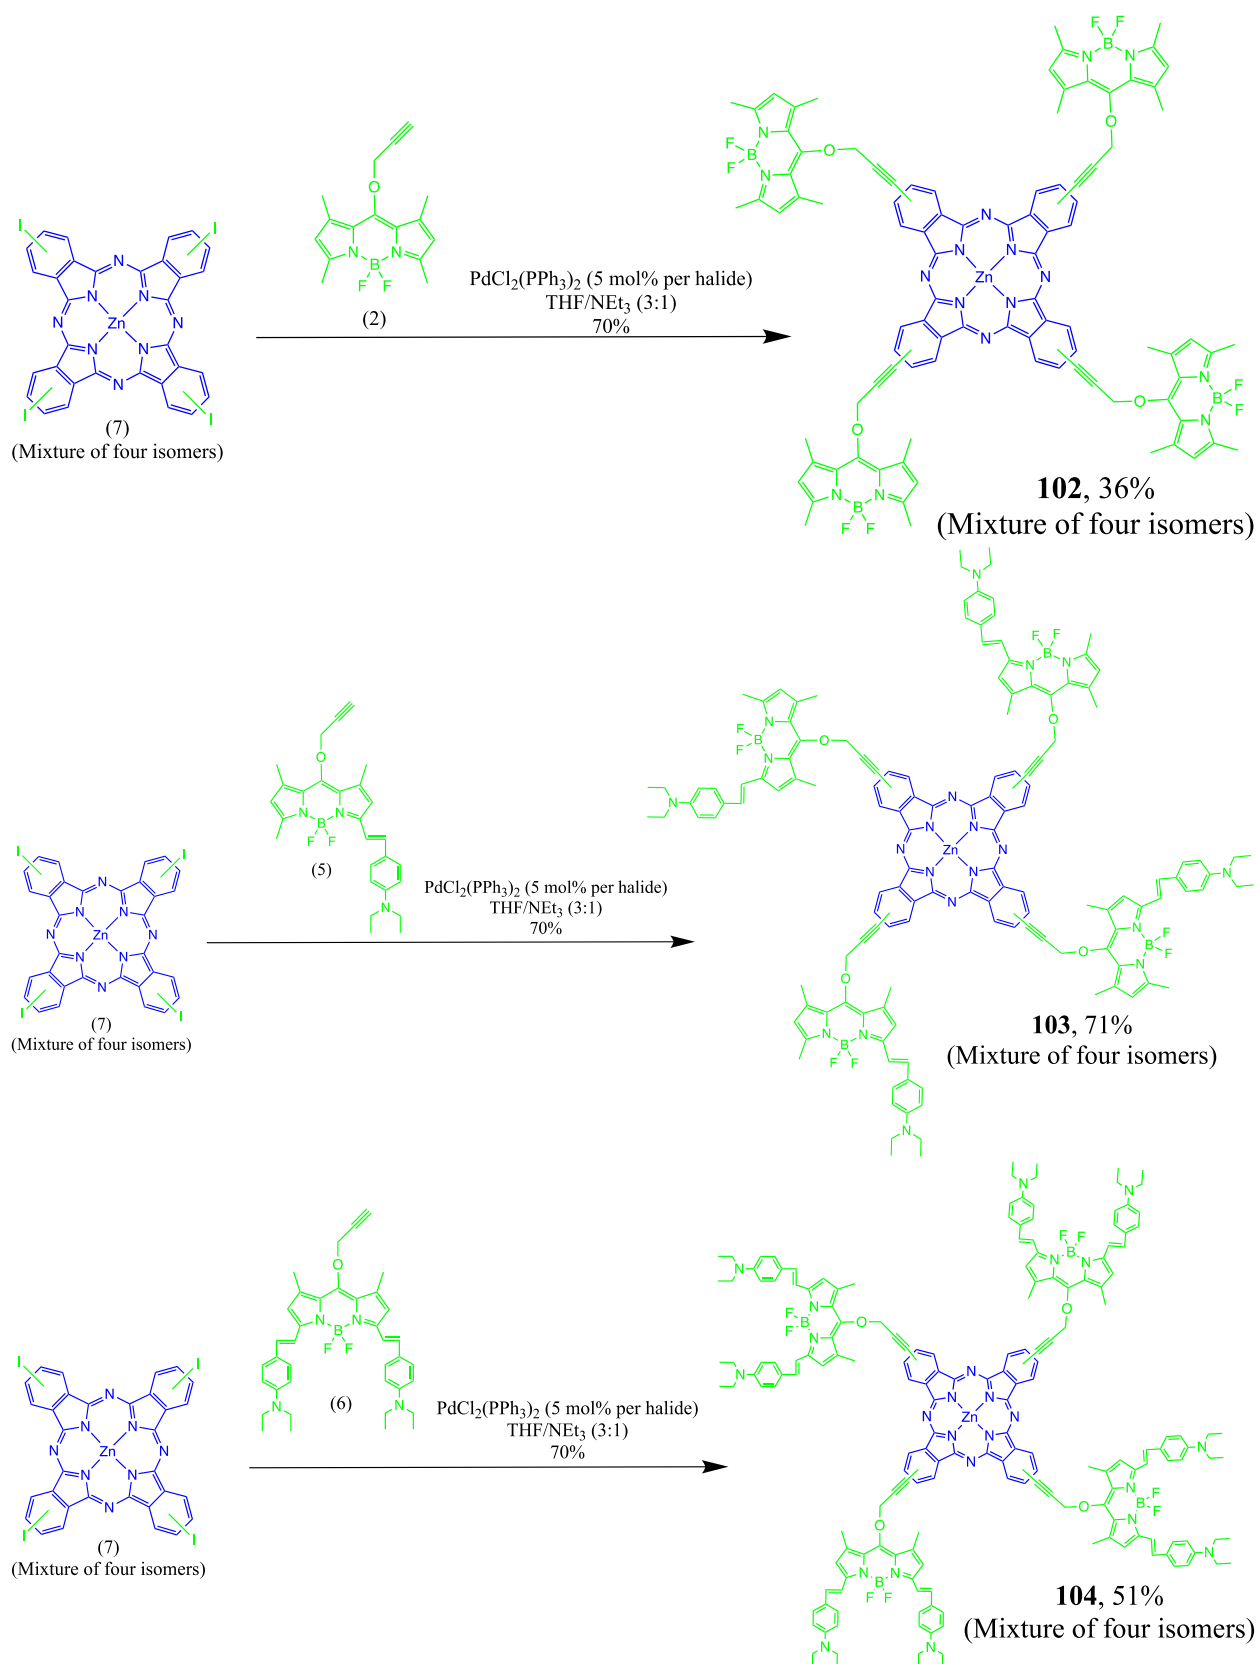 (2)
PdCl2(PPh3)2 (5 mol% per halide)
THF/NEt3 (3:1)
70%
(7)
(Mixture of four isomers)
102, 36%
(Mixture of four isomers)
(5)
PdCl2(PPh3)2 (5 mol% per halide)
THF/NEt3 (3:1)
70%
(7)
(Mixture of four isomers)
103, 71%
(Mixture of four isomers)
(6)
PdCl2(PPh3)2 (5 mol% per halide)
THF/NEt3 (3:1)
70%
(7)
(Mixture of four isomers)
104, 51%
(Mixture of four isomers)